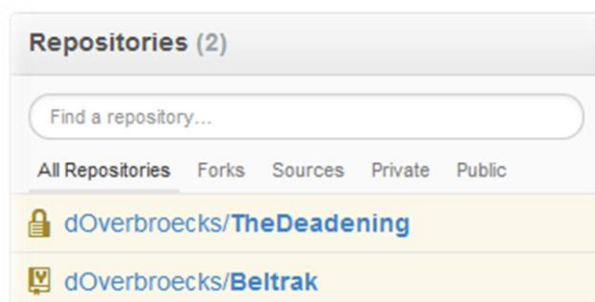 Repositories (2)
Find a repository...
All Repositories Forks Sources Private Public
dOverbroecks/TheDeadening
dOverbroecks/Beltrak